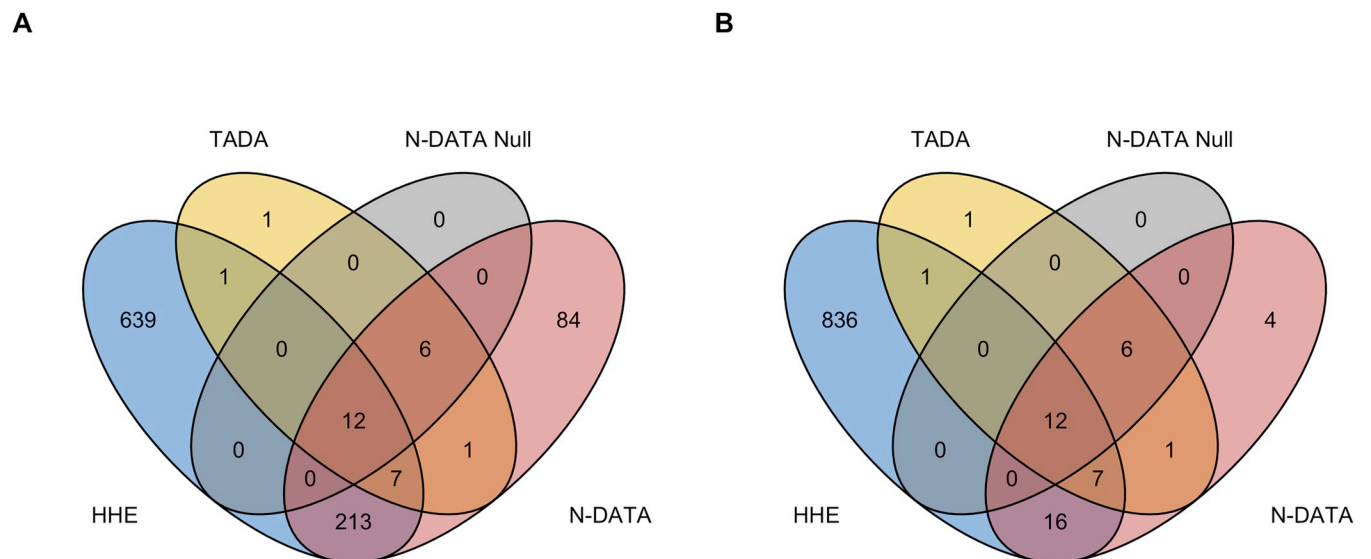 A B
TADA N-DATA Null TADA N-DATA Null
1 0 1 0
1 0 0 1 0 0
639 84 836 4
0 6 0 6
12 12
0 1 0 1
0 7 0 7
HHE 213 N-DATA HHE 16 N-DATA